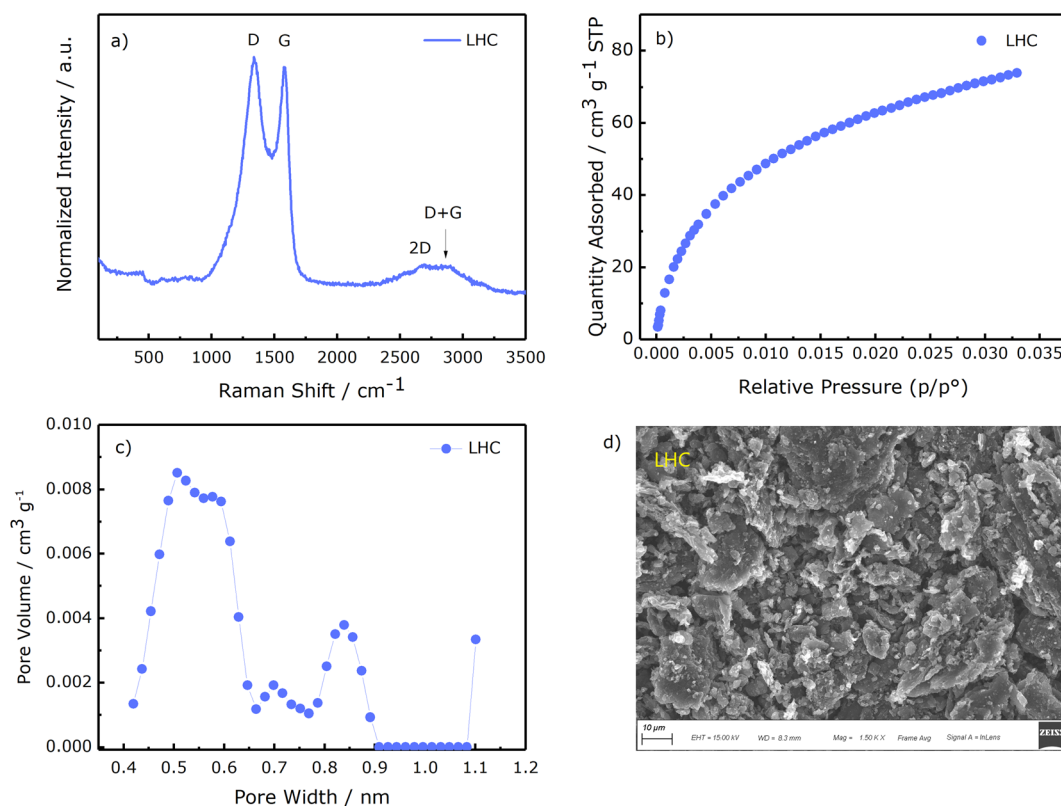 a)
D G
LHC
D+G
2D
Normalized Intensity / a.u.
500 1000 1500 2000 2500 3000 3500
Raman Shift / cm⁻¹
b)
LHC
Quantity Adsorbed / cm³ g⁻¹ STP
80
60
40
20
0
0.000 0.005 0.010 0.015 0.020 0.025 0.030 0.035
Relative Pressure (p/p°)
c)
LHC
Pore Volume / cm³ g⁻¹
0.010
0.008
0.006
0.004
0.002
0.000
0.4 0.5 0.6 0.7 0.8 0.9 1.0 1.1 1.2
Pore Width / nm
d)
LHC
10 µm
EHT = 15.00 kV WD = 8.3 mm Mag = 1.50 K X Frame Avg Signal A = InLens
ZEISS